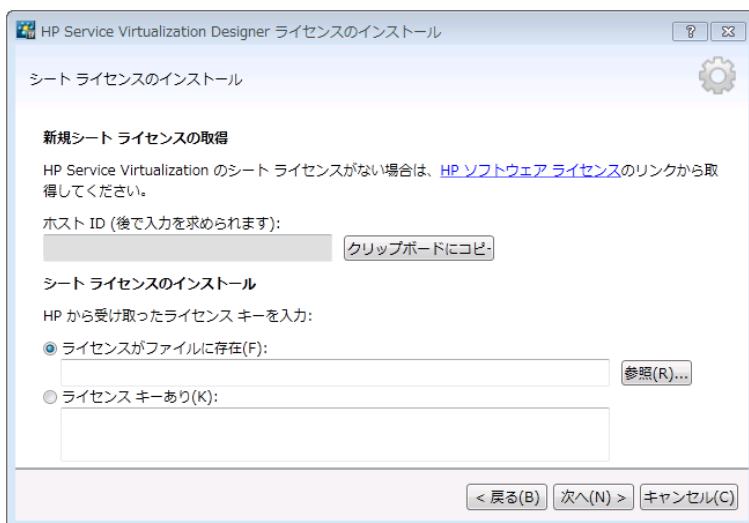 HP Service Virtualization Designer ライセンスのインストール
シート ライセンスのインストール
新規シート ライセンスの取得
HP Service Virtualization のシート ライセンスがない場合は、HP ソフトウェア ライセンスのリンクから取
得してください。
ホスト ID (後で入力を求められます):
クリップボードにコピ-
シート ライセンスのインストール
HP から受け取ったライセンス キーを入力:
ライセンスがファイルに存在(F):
参照(R)...
ライセンス キーあり(K):
< 戻る(B) 次へ(N) > キャンセル(C)